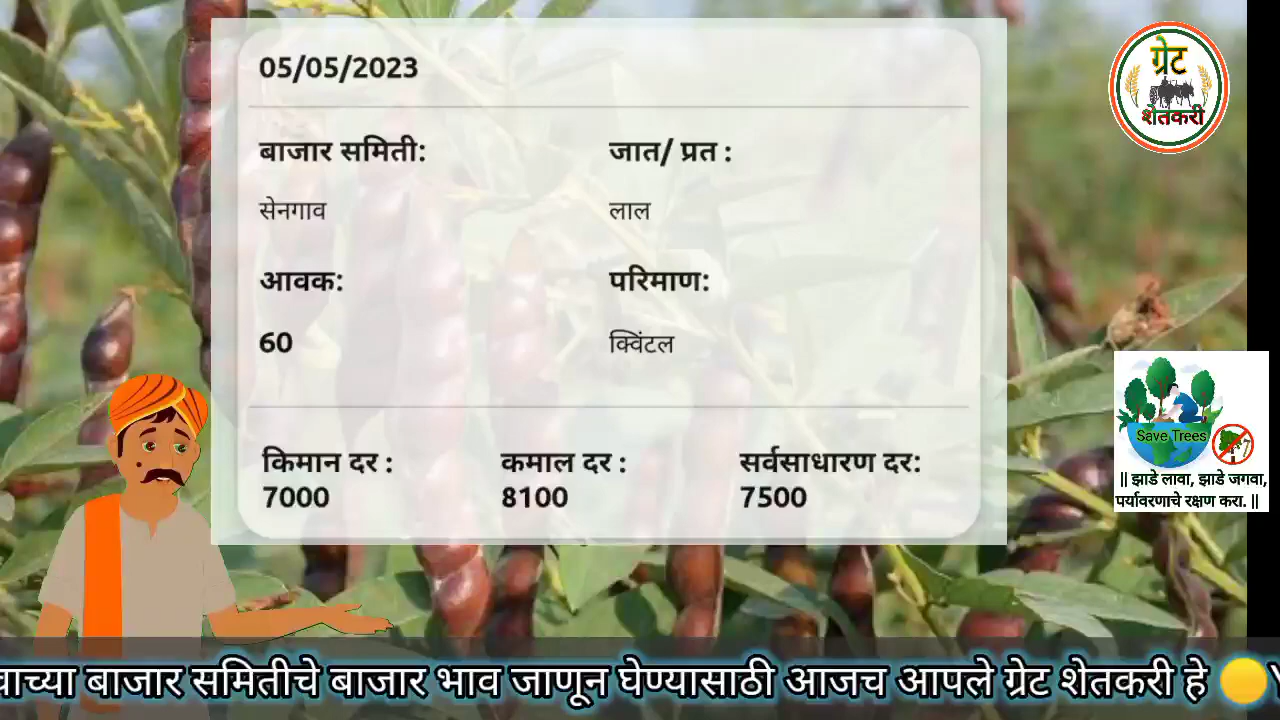 05/05/2023
बाजार समिती: जात/ प्रत :
सेनगाव लाल
आवक: परिमाण:
60 क्विंटल
किमान दर : कमाल दर : सर्वसाधारण दर:
7000 8100 7500
ग्रेट
शेतकरी
Save Trees
|| झाडे लावा, झाडे जगवा,
पर्यावरणाचे रक्षण करा. ||
बाजार समितीचे बाजार भाव जाणून घेण्यासाठी आजच आपले ग्रेट शेतकरी हे